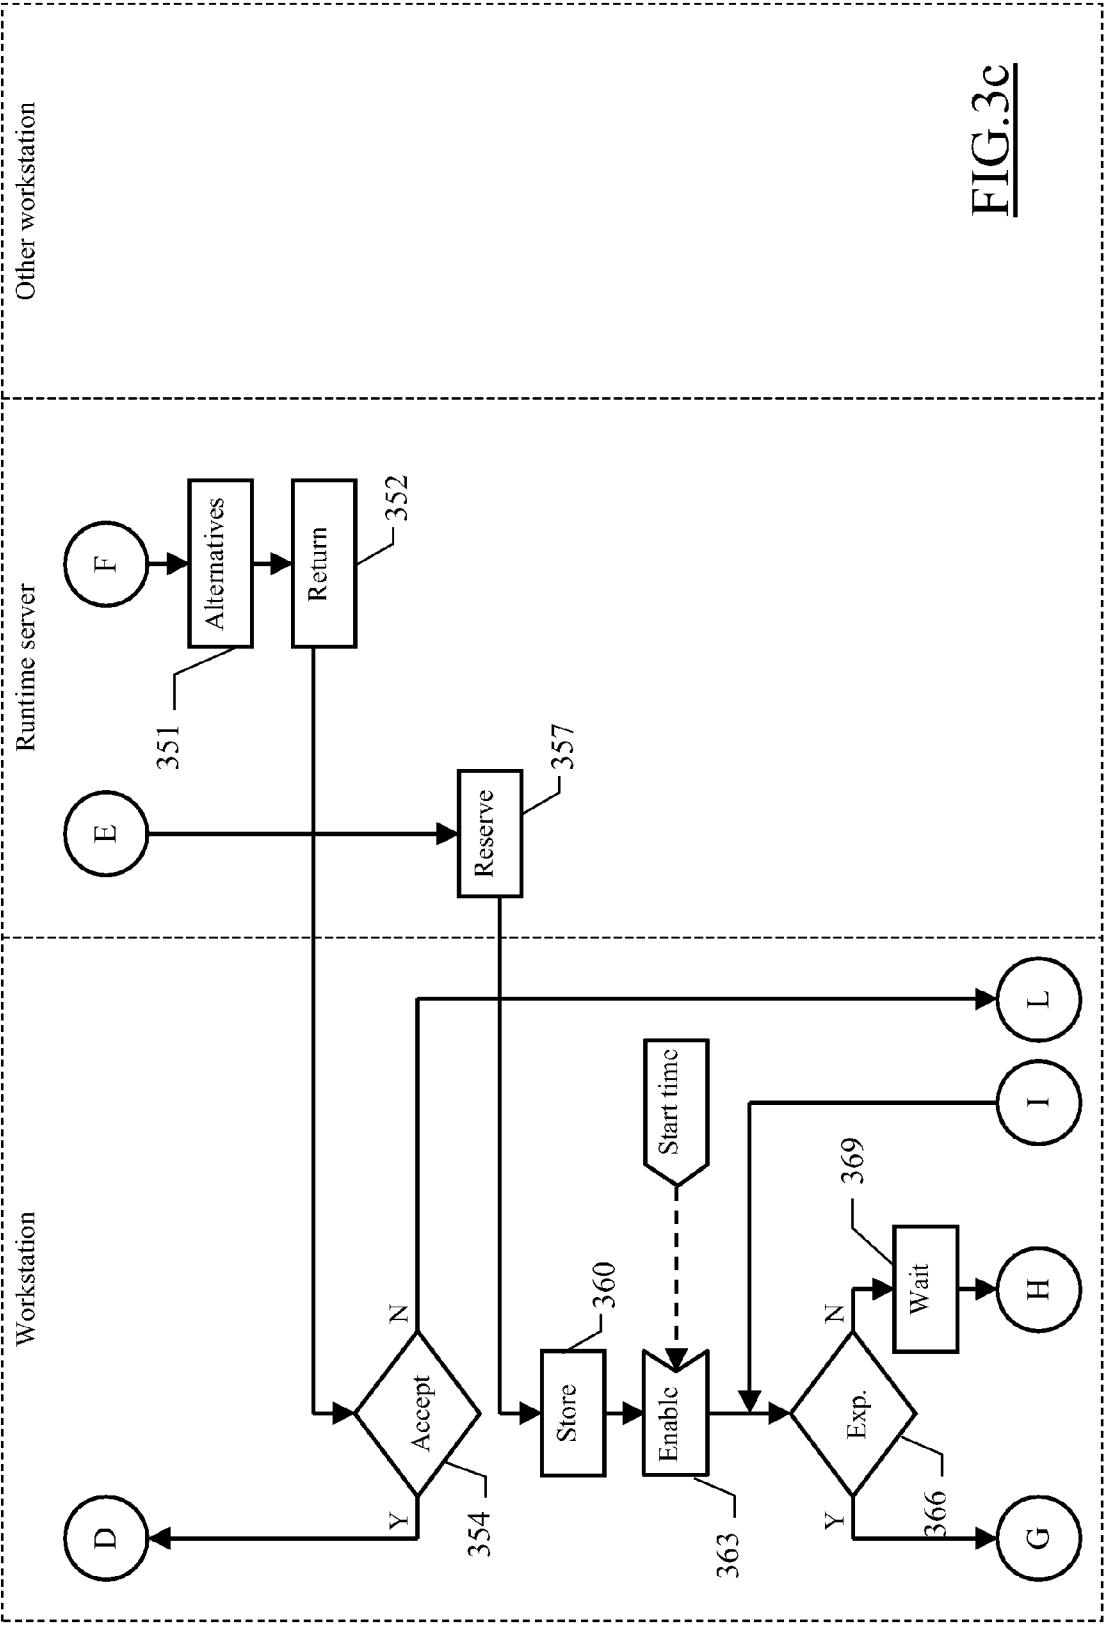 Workstation
Runtime server
Other workstation
D
E
F
Alternatives
351
Return
352
Accept
Y
N
354
Reserve
357
Store
360
Enable
363
Start time
Exp.
Y
N
366
Wait
369
G
H
I
L
FIG.3c